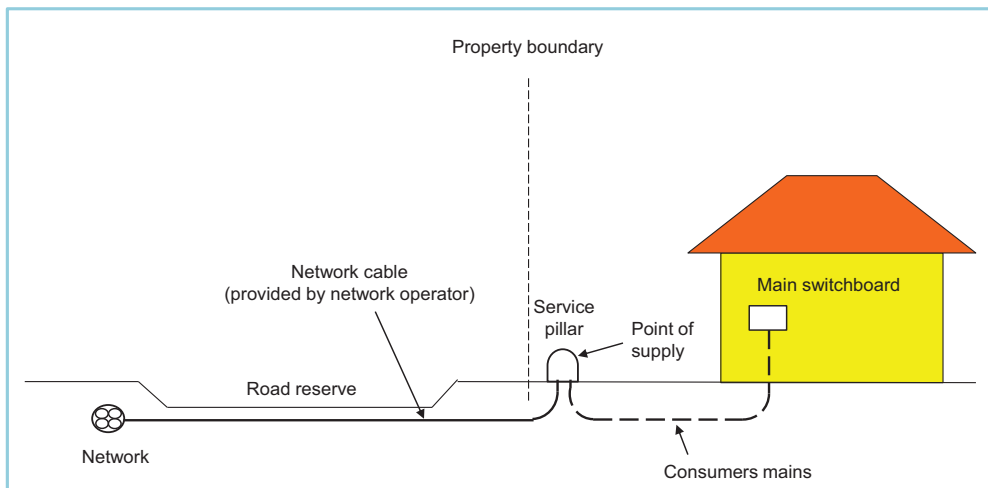 Property boundary
Network cable
(provided by network operator)
Service
pillar
Point of
supply
Main switchboard
Road reserve
Network
Consumers mains